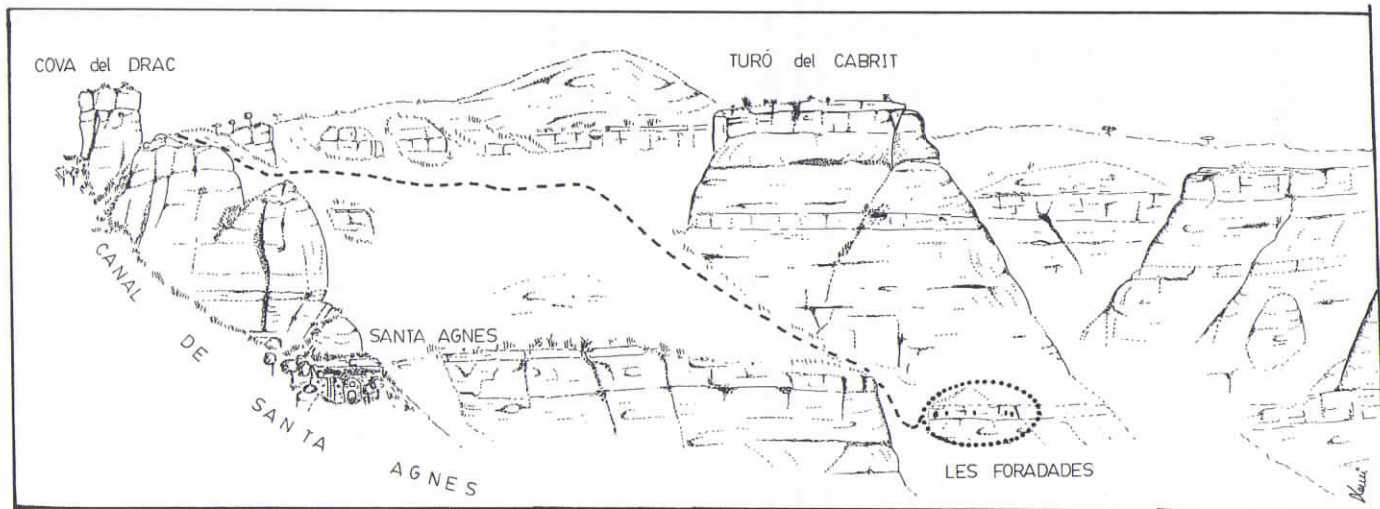 COVA del DRAC
TURÓ del CABRIT
SANTA AGNES
CANAL DE SANTA AGNES
LES FORADADES